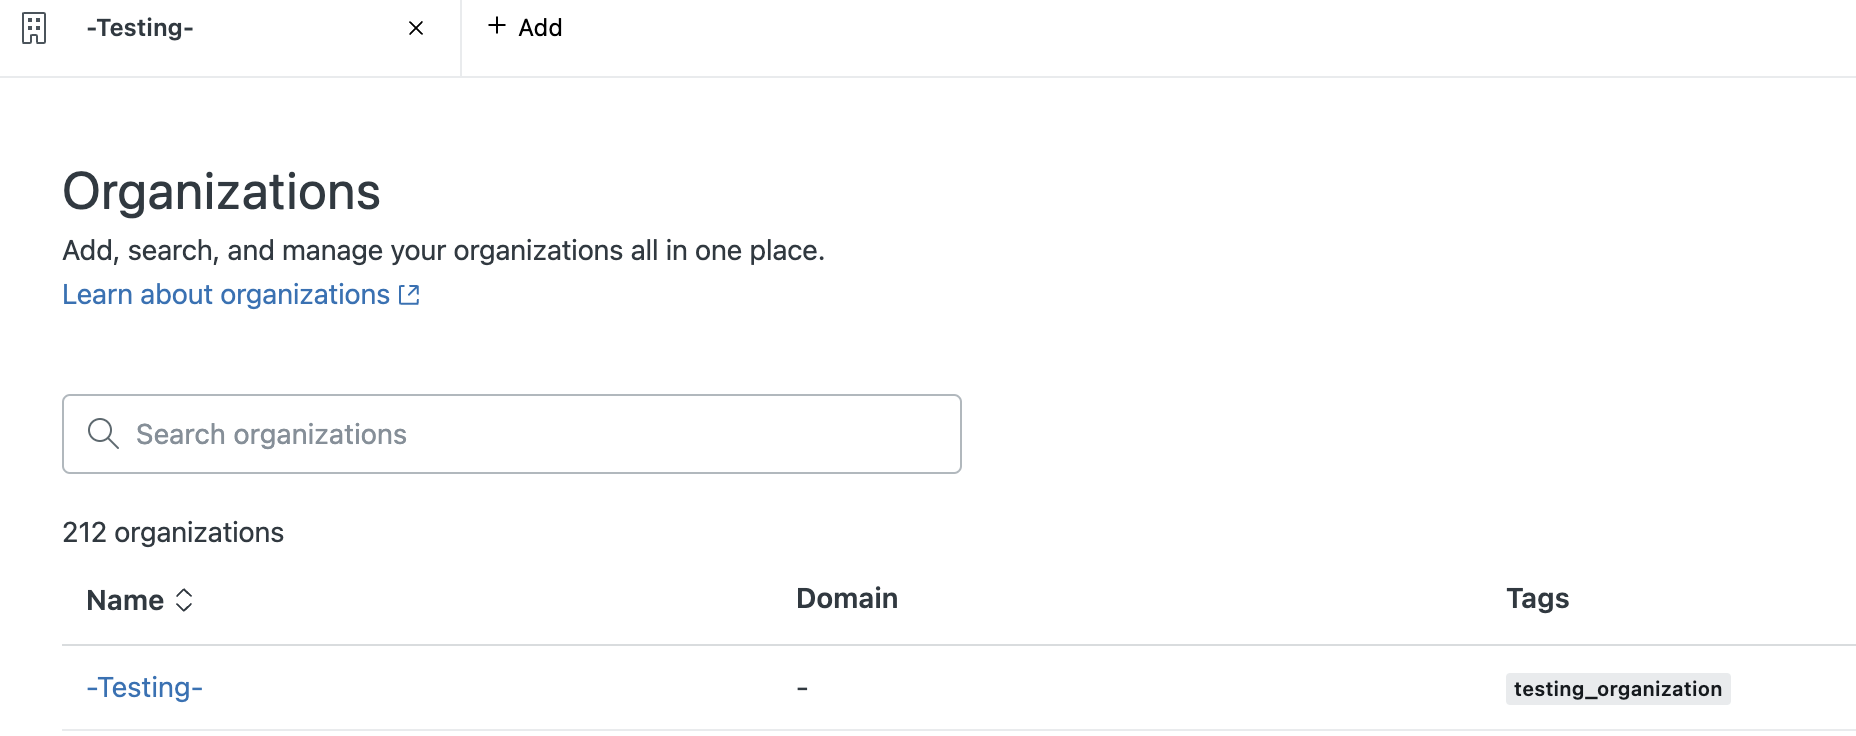 -Testing-
Add
Organizations
Add, search, and manage your organizations all in one place.
Learn about organizations
Search organizations
212 organizations
Name Domain Tags
-Testing- - testing_organization